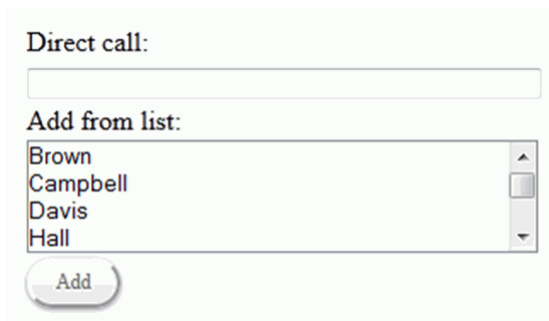 Direct call:
Add from list:
Brown
Campbell
Davis
Hall
Add